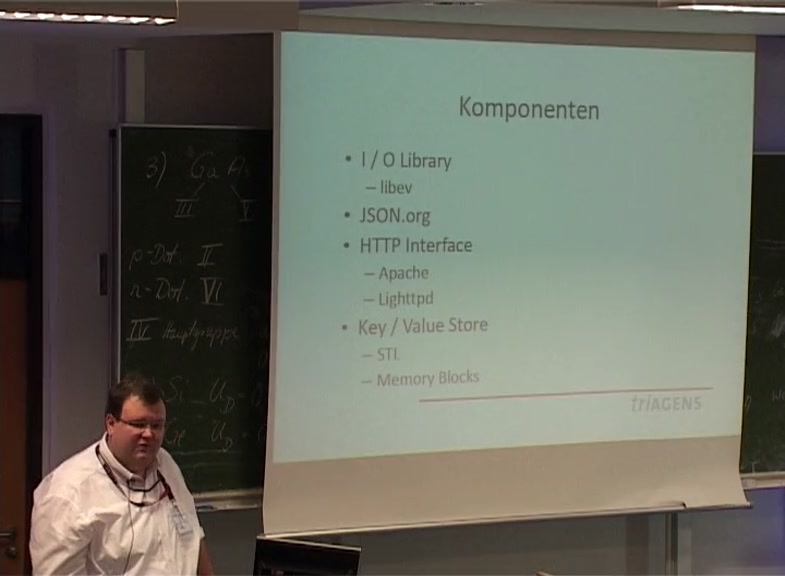 Komponenten
• I / O Library
– libev
• JSON.org
• HTTP Interface
– Apache
– Lighttpd
• Key / Value Store
– STL
– Memory Blocks
triAGENS
3) Ga As
III V
p-Dot. II
n-Dot. VI
IV Hauptgruppe
Si U_D
Ge U_D